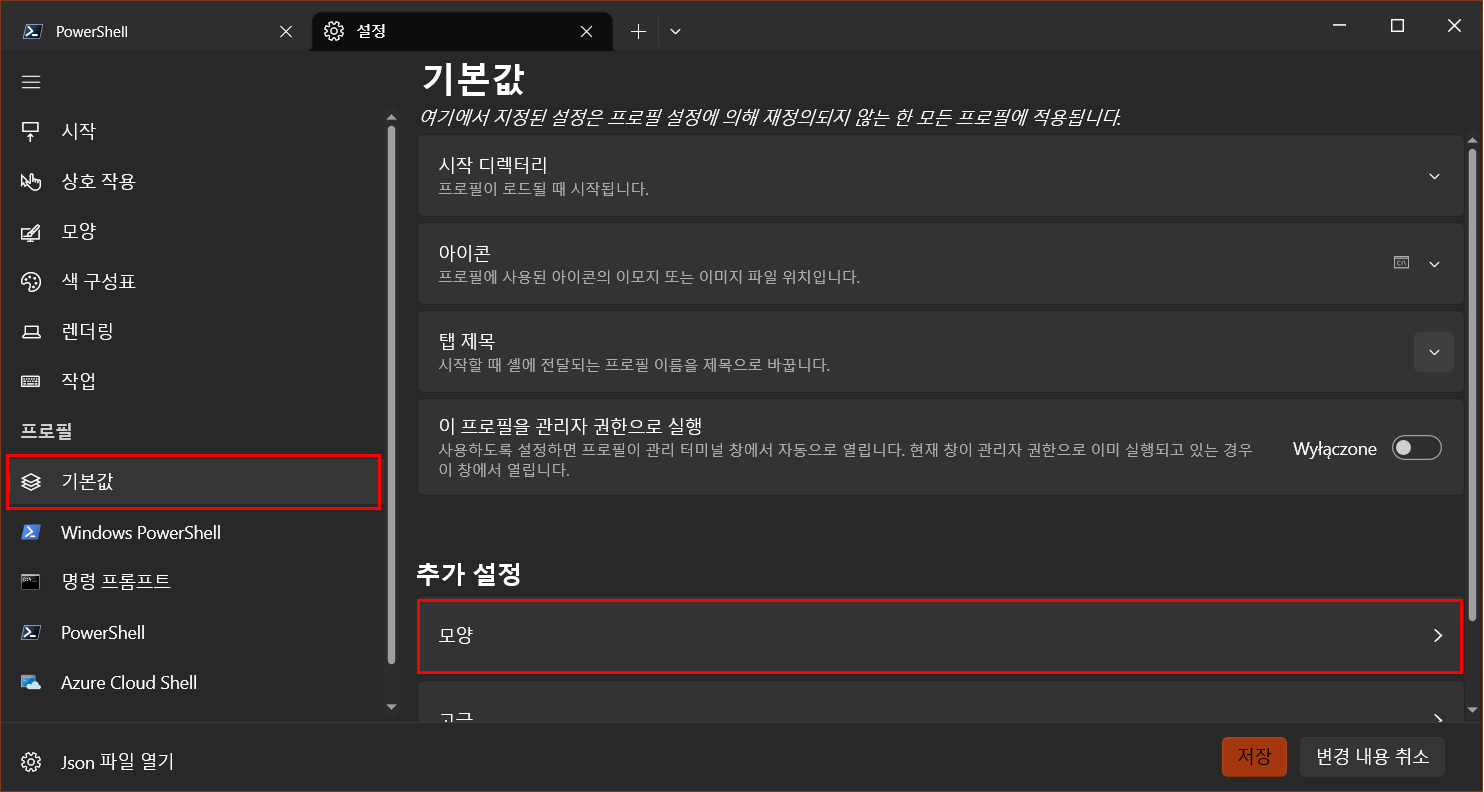 PowerShell
설정
시작
상호 작용
모양
색 구성표
렌더링
작업
프로필
기본값
Windows PowerShell
명령 프롬프트
PowerShell
Azure Cloud Shell
Json 파일 열기
기본값
여기에서 지정된 설정은 프로필 설정에 의해 재정의되지 않는 한 모든 프로필에 적용됩니다.
시작 디렉터리
프로필이 로드될 때 시작됩니다.
아이콘
프로필에 사용된 아이콘의 이모지 또는 이미지 파일 위치입니다.
탭 제목
시작할 때 셸에 전달되는 프로필 이름을 제목으로 바꿉니다.
이 프로필을 관리자 권한으로 실행
사용하도록 설정하면 프로필이 관리 터미널 창에서 자동으로 열립니다. 현재 창이 관리자 권한으로 이미 실행되고 있는 경우
이 창에서 열립니다.
Wyłączone
추가 설정
모양
고급
저장
변경 내용 취소